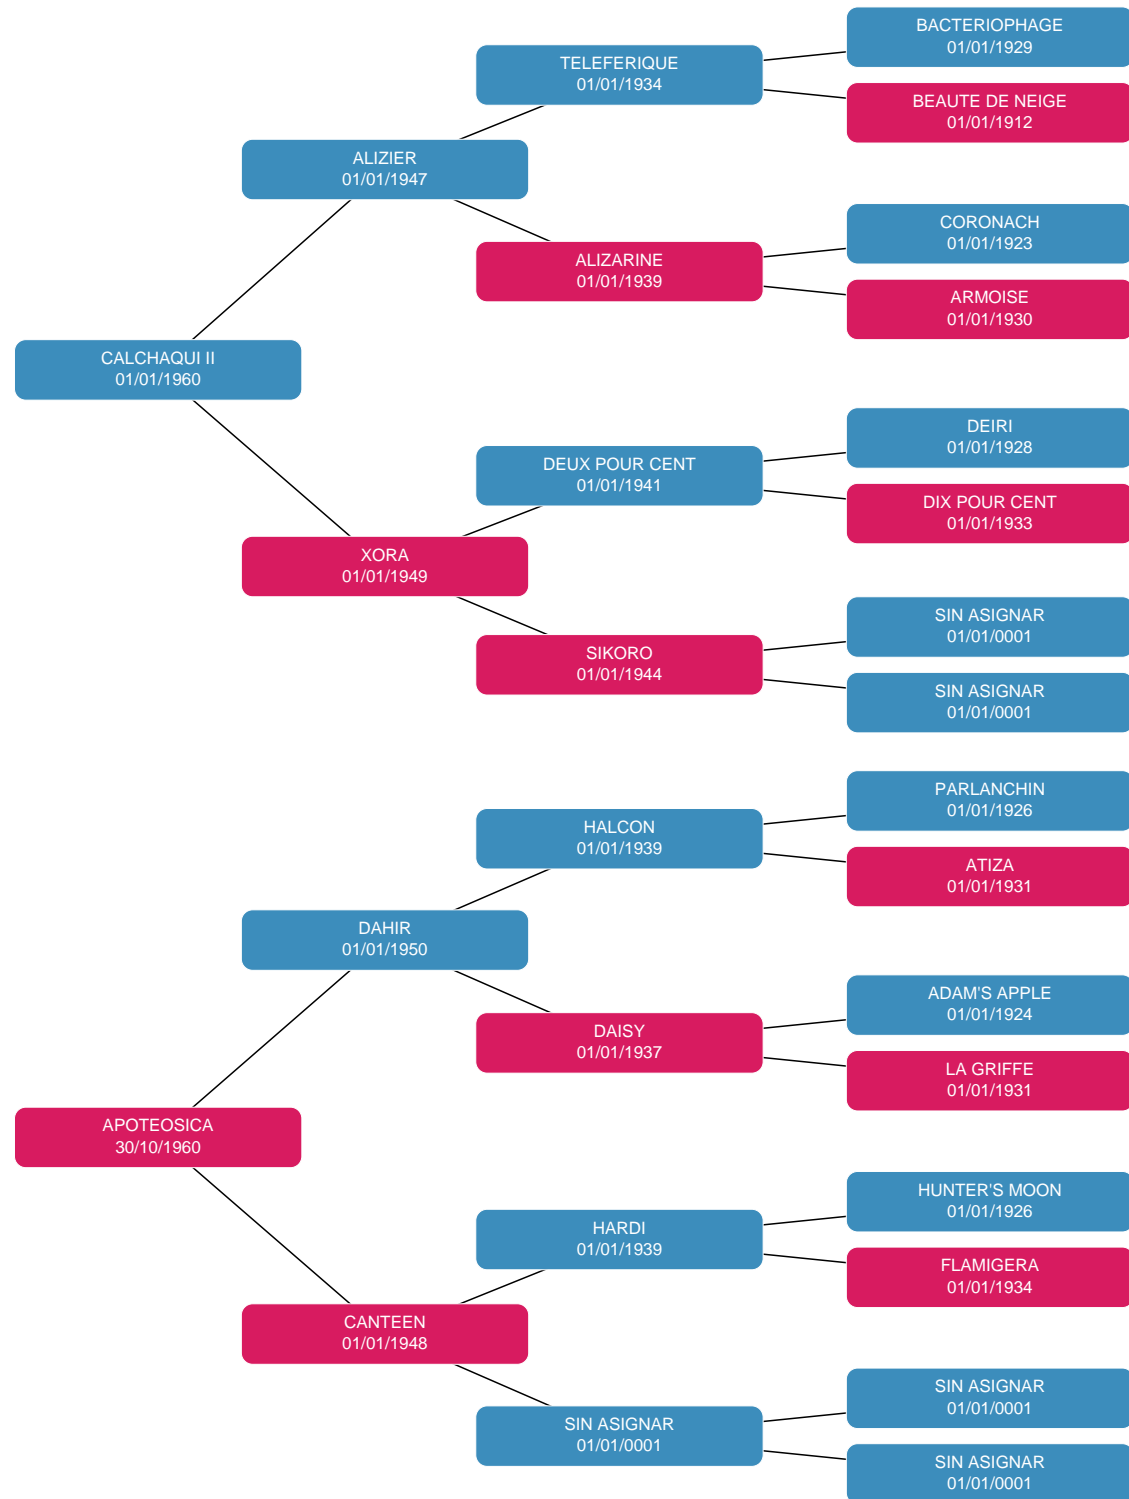 BACTERIOPHAGE
01/01/1929
TELEFERIQUE
01/01/1934
BEAUTE DE NEIGE
01/01/1912
ALIZIER
01/01/1947
CORONACH
01/01/1923
ALIZARINE
01/01/1939
ARMOISE
01/01/1930
CALCHAQUI II
01/01/1960
DEIRI
01/01/1928
DEUX POUR CENT
01/01/1941
DIX POUR CENT
01/01/1933
XORA
01/01/1949
SIN ASIGNAR
01/01/0001
SIKORO
01/01/1944
SIN ASIGNAR
01/01/0001
PARLANCHIN
01/01/1926
HALCON
01/01/1939
ATIZA
01/01/1931
DAHIR
01/01/1950
ADAM'S APPLE
01/01/1924
DAISY
01/01/1937
LA GRIFFE
01/01/1931
APOTEOSICA
30/10/1960
HUNTER'S MOON
01/01/1926
HARDI
01/01/1939
FLAMIGERA
01/01/1934
CANTEEN
01/01/1948
SIN ASIGNAR
01/01/0001
SIN ASIGNAR
01/01/0001
SIN ASIGNAR
01/01/0001